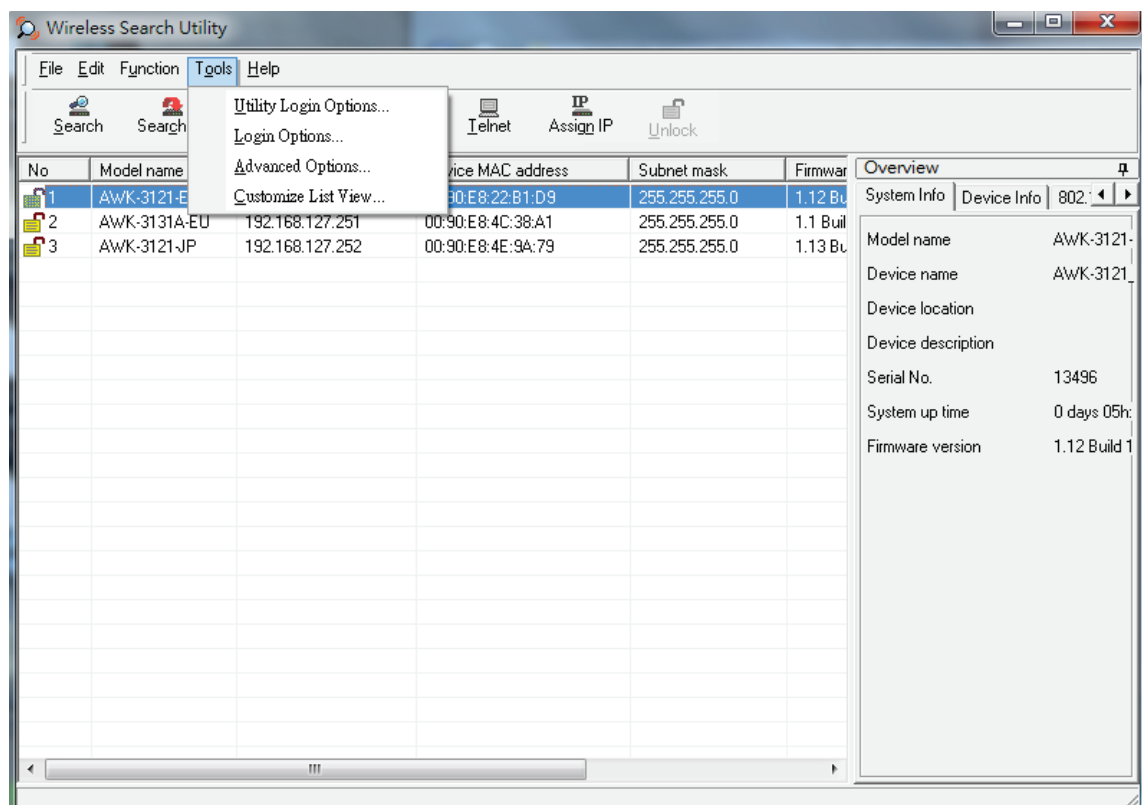 Wireless Search Utility
File Edit Function Tools Help
Search Search Telnet Assign IP Unlock
Utility Login Options...
Login Options...
Advanced Options...
Customize List View...
No Model name vice MAC address Subnet mask Firmwar
1 AWK-3121-E 90:E8:22:B1:D9 255.255.255.0 1.12 Bu
2 AWK-3131A-EU 192.168.127.251 00:90:E8:4C:38:A1 255.255.255.0 1.1 Buil
3 AWK-3121-JP 192.168.127.252 00:90:E8:4E:9A:79 255.255.255.0 1.13 Bu
Overview
System Info Device Info 802.
Model name AWK-3121-
Device name AWK-3121_
Device location
Device description
Serial No. 13496
System up time 0 days 05h:
Firmware version 1.12 Build 1